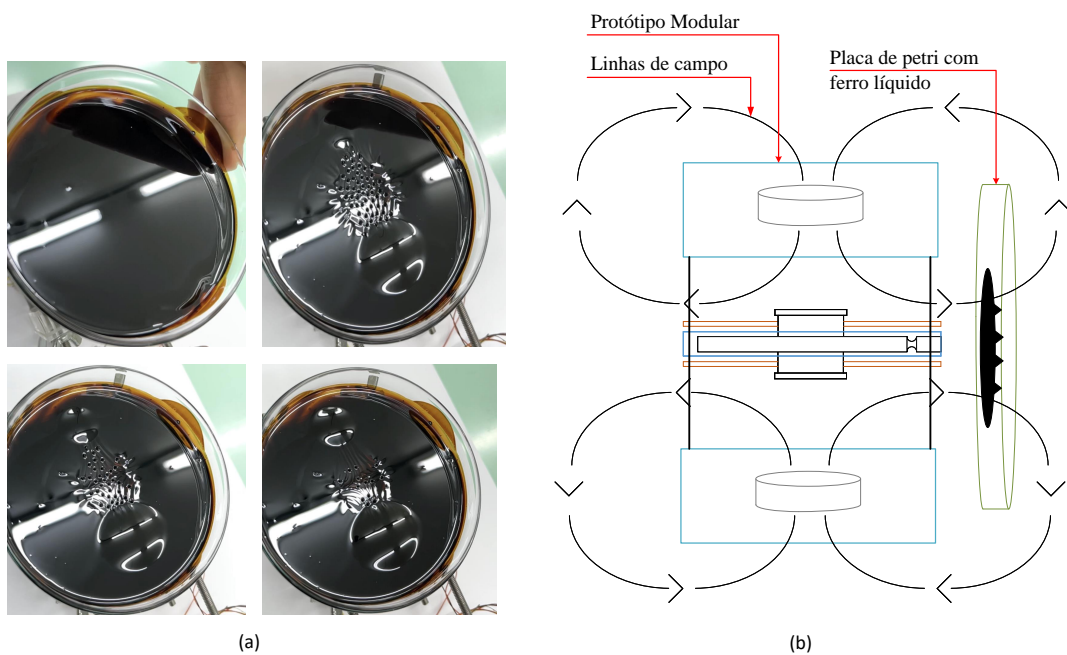 Protótipo Modular
Linhas de campo
Placa de petri com
ferro líquido
(a)
(b)